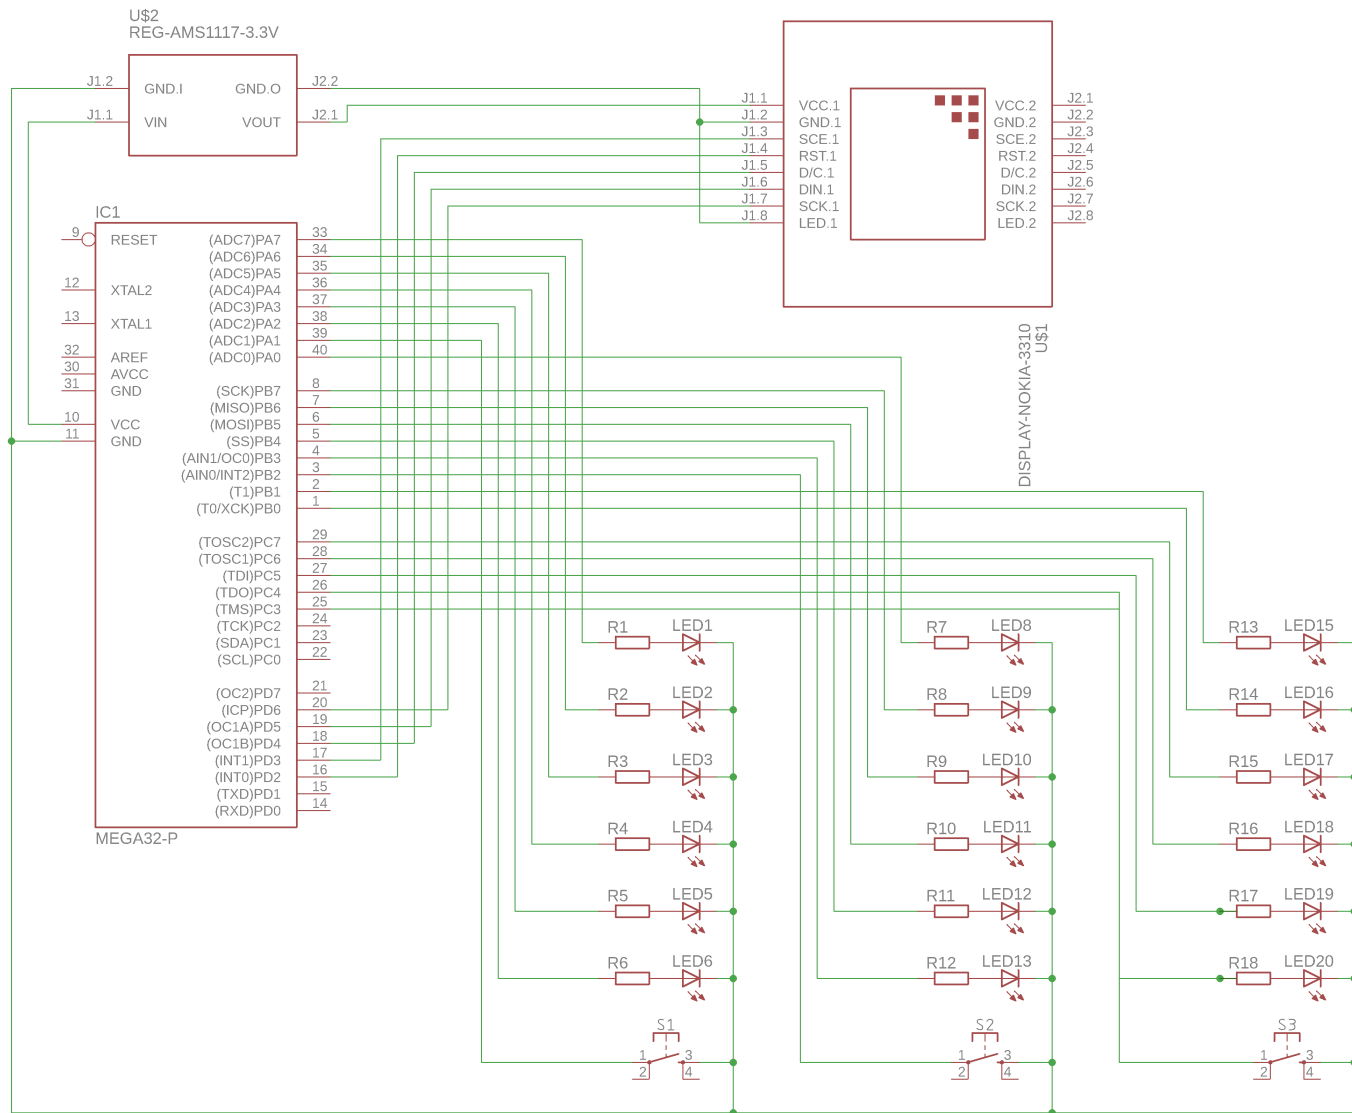 U$2
REG-AMS1117-3.3V
J1.2 GND.I GND.O J2.2
J1.1 VIN VOUT J2.1
J1.1 VCC.1 VCC.2 J2.1
J1.2 GND.1 GND.2 J2.2
J1.3 SCE.1 SCE.2 J2.3
J1.4 RST.1 RST.2 J2.4
J1.5 D/C.1 D/C.2 J2.5
J1.6 DIN.1 DIN.2 J2.6
J1.7 SCK.1 SCK.2 J2.7
J1.8 LED.1 LED.2 J2.8
DISPLAY-NOKIA-3310
U$1
IC1
9 RESET (ADC7)PA7 33
(ADC6)PA6 34
(ADC5)PA5 35
12 XTAL2 (ADC4)PA4 36
(ADC3)PA3 37
13 XTAL1 (ADC2)PA2 38
(ADC1)PA1 39
32 AREF (ADC0)PA0 40
30 AVCC
31 GND (SCK)PB7 8
(MISO)PB6 7
10 VCC (MOSI)PB5 6
11 GND (SS)PB4 5
(AIN1/OC0)PB3 4
(AIN0/INT2)PB2 3
(T1)PB1 2
(T0/XCK)PB0 1
(TOSC2)PC7 29
(TOSC1)PC6 28
(TDI)PC5 27
(TDO)PC4 26
(TMS)PC3 25
(TCK)PC2 24
(SDA)PC1 23
(SCL)PC0 22
(OC2)PD7 21
(ICP)PD6 20
(OC1A)PD5 19
(OC1B)PD4 18
(INT1)PD3 17
(INT0)PD2 16
(TXD)PD1 15
(RXD)PD0 14
MEGA32-P
R1 LED1 R7 LED8 R13 LED15
R2 LED2 R8 LED9 R14 LED16
R3 LED3 R9 LED10 R15 LED17
R4 LED4 R10 LED11 R16 LED18
R5 LED5 R11 LED12 R17 LED19
R6 LED6 R12 LED13 R18 LED20
S1 S2 S3
1 3 1 3 1 3
2 4 2 4 2 4